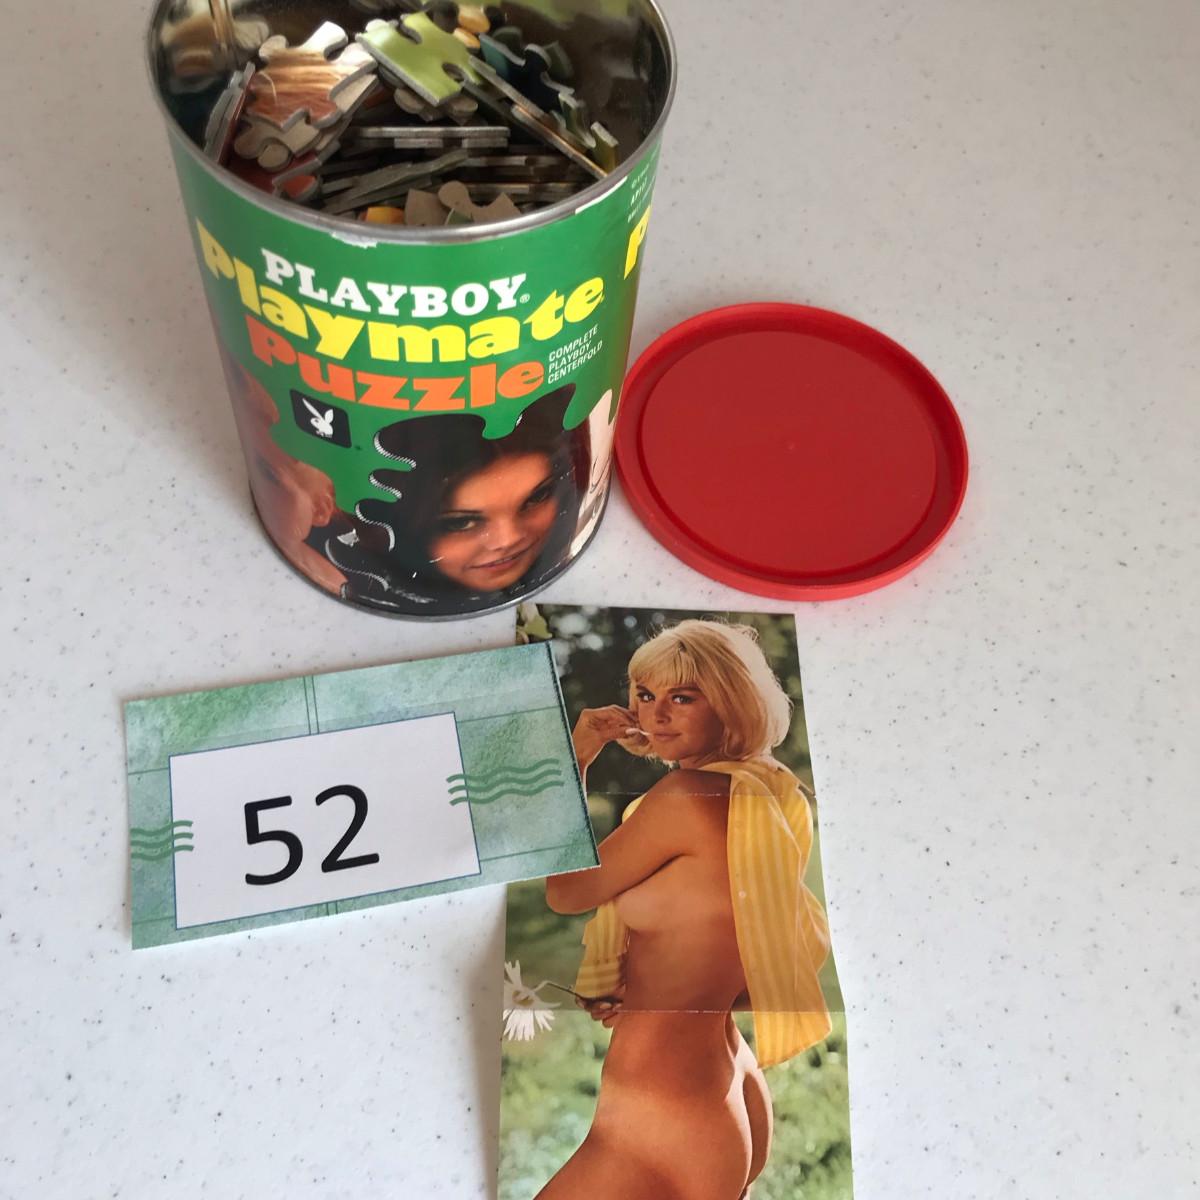 PLAYBOY®
Playmate
Puzzle
COMPLETE
PLAYBOY
CENTERFOLD
P
52